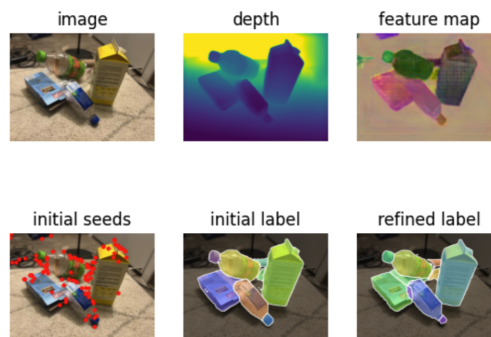 image
depth
feature map
initial seeds
initial label
refined label